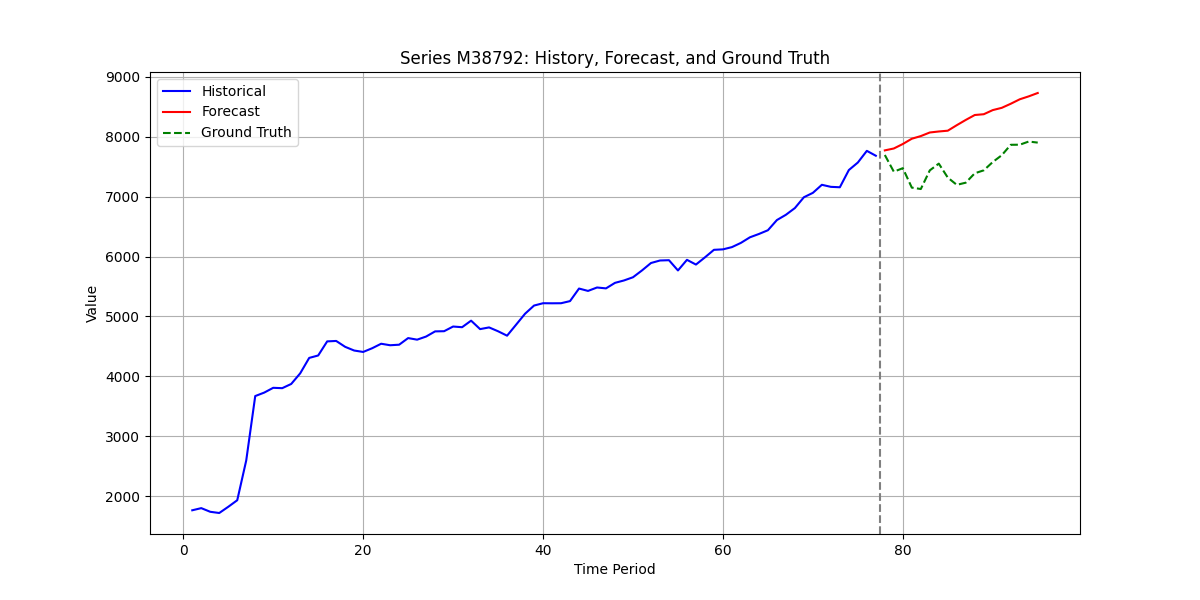 Series M38792: History, Forecast, and Ground Truth
9000
8000
7000
6000
5000
4000
3000
2000
Value
Historical
Forecast
Ground Truth
0 20 40 60 80
Time Period